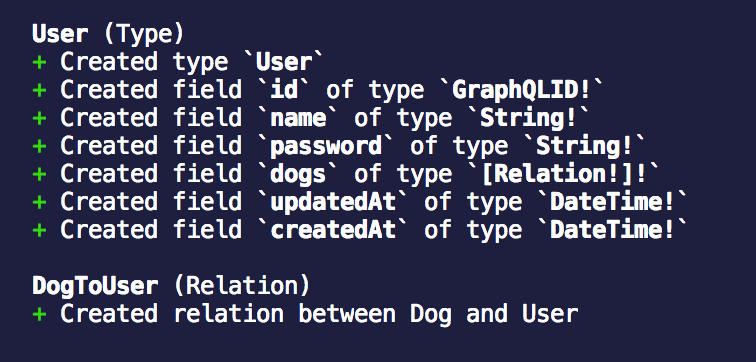 User (Type)
+ Created type `User`
+ Created field `id` of type `GraphQLID!`
+ Created field `name` of type `String!`
+ Created field `password` of type `String!`
+ Created field `dogs` of type `[Relation!]!`
+ Created field `updatedAt` of type `DateTime!`
+ Created field `createdAt` of type `DateTime!`
DogToUser (Relation)
+ Created relation between Dog and User